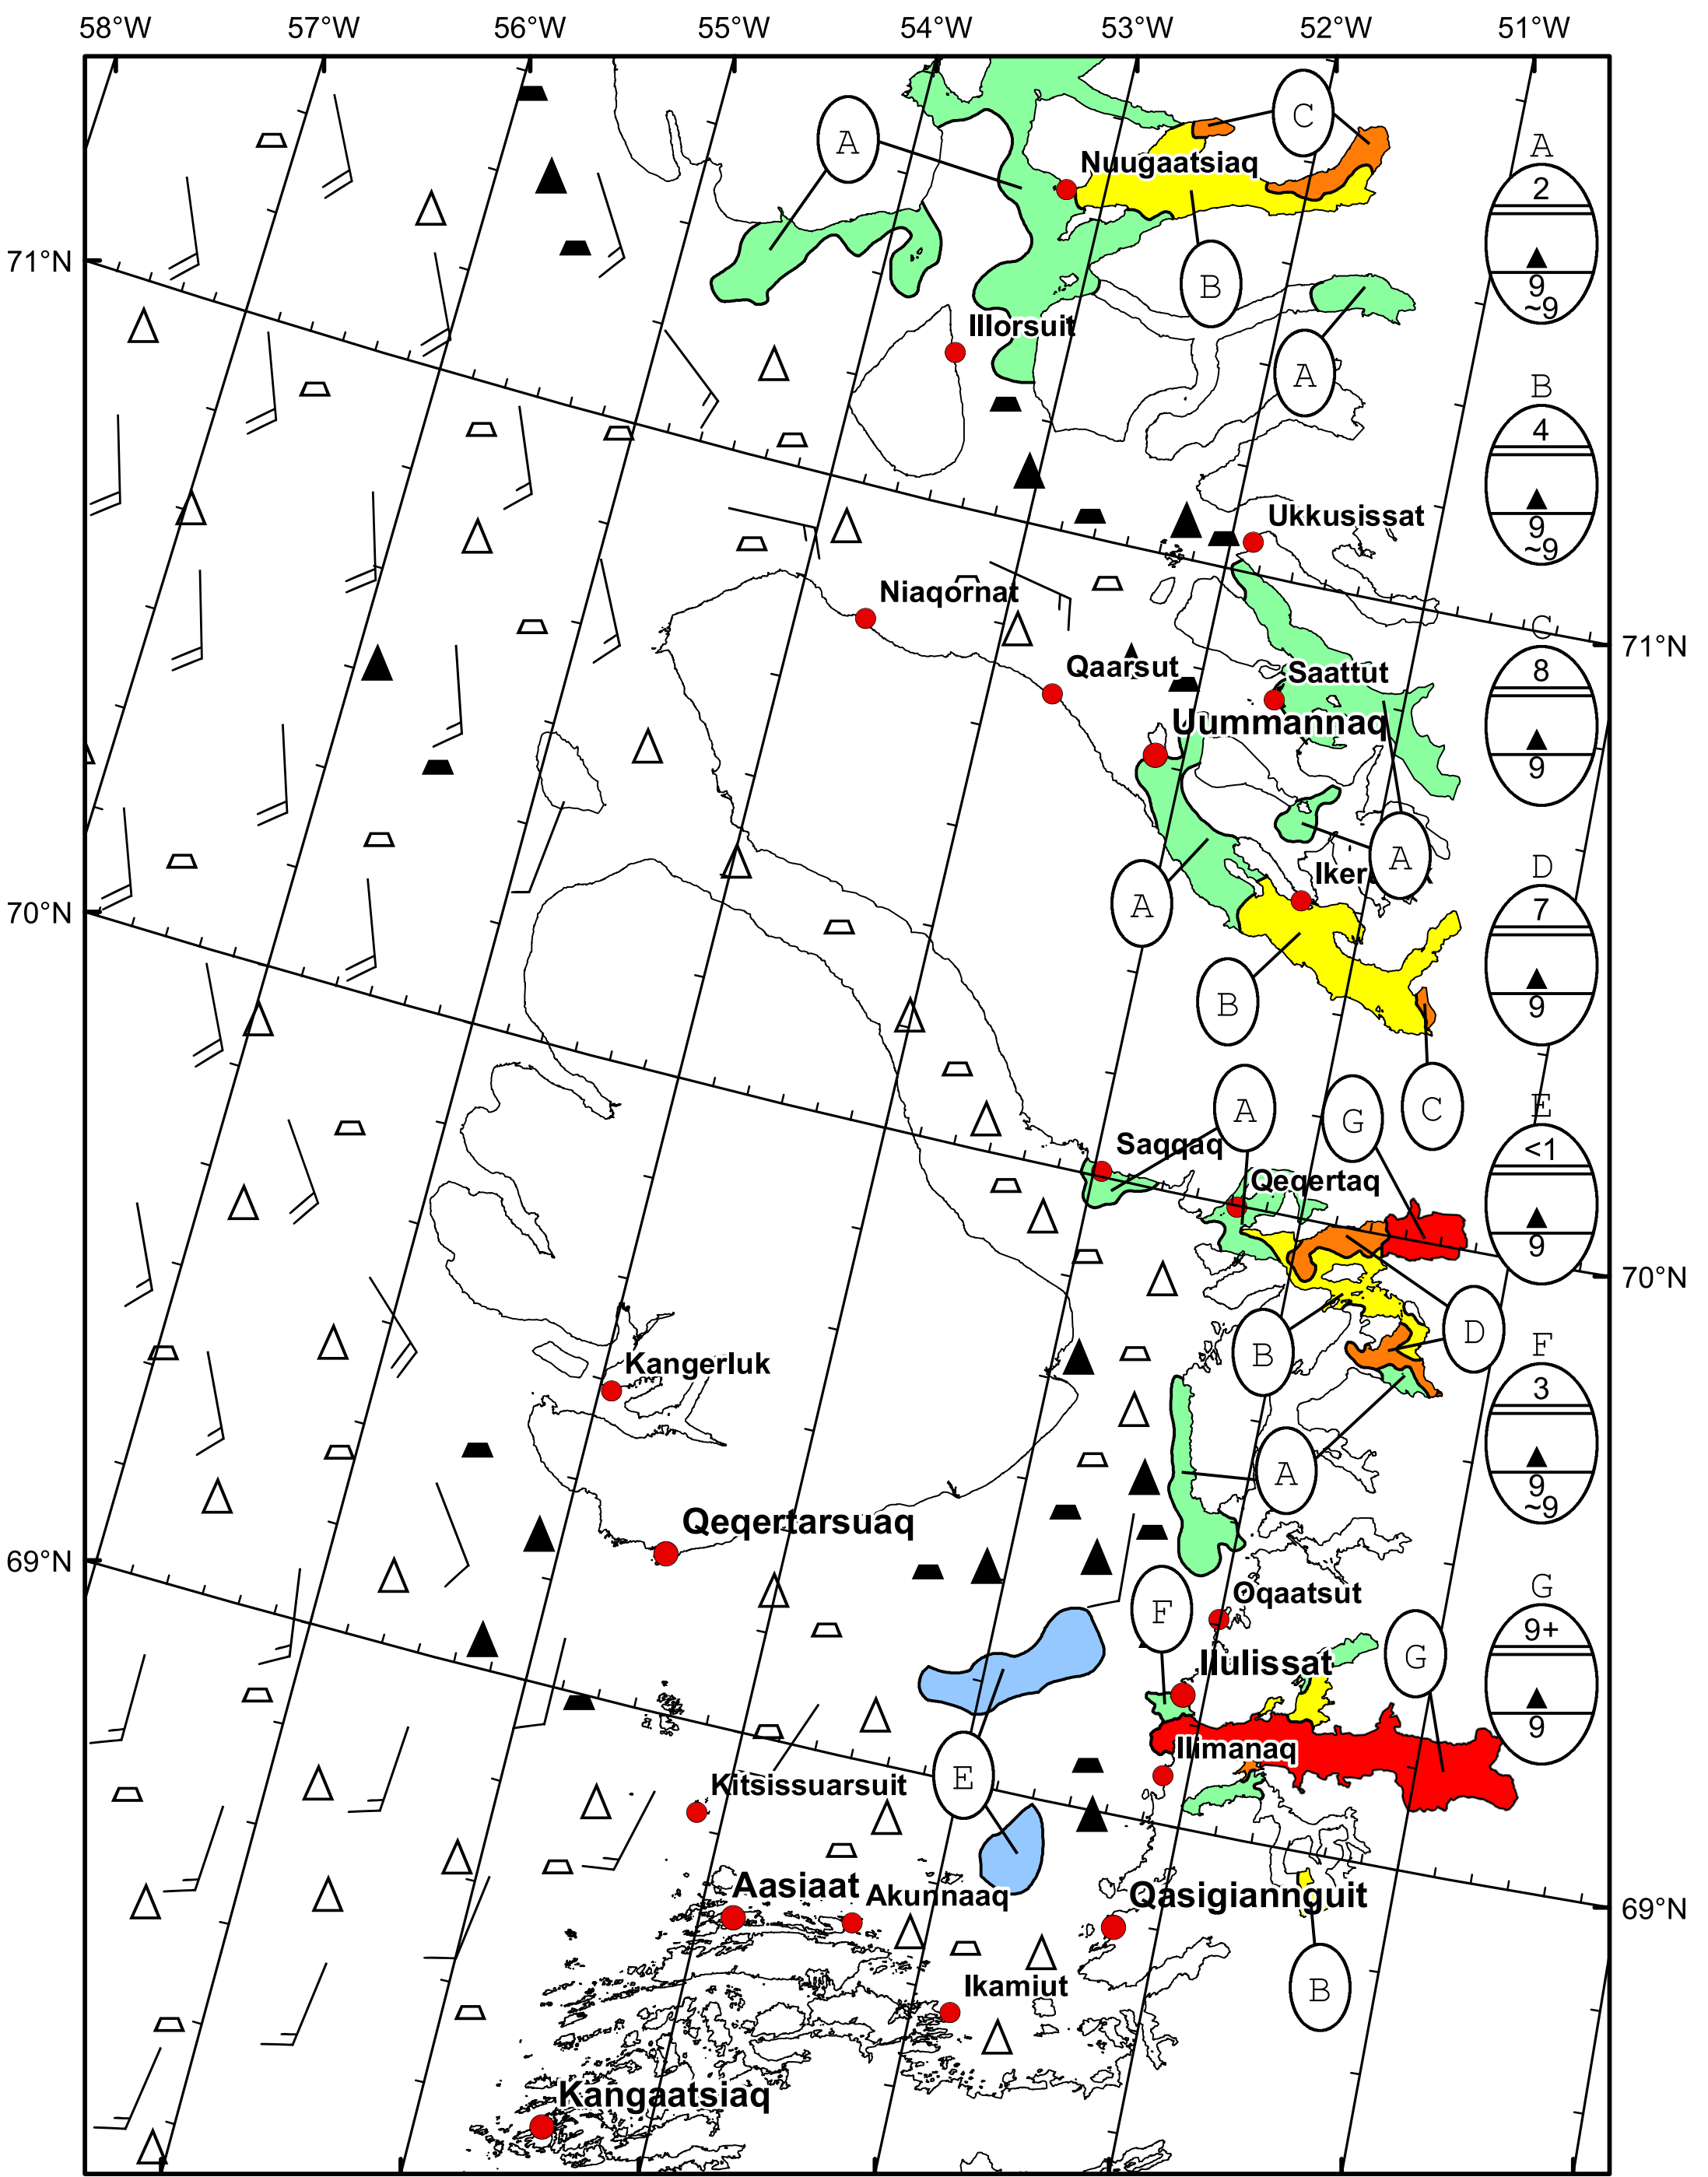 58°W 57°W 56°W 55°W 54°W 53°W 52°W 51°W
C
A
A
2
9
~9
Nuugaatsiaq
71°N
B
Illorsuit
A
B
4
9
~9
Ukkusissat
Niaqornat
C
8
9
71°N
Qaarsut
Saattut
Uummannaq
A
A
D
7
9
70°N
B
A
G
C
E
<1
9
Saqqaq
Qeqertaq
70°N
D
B
F
3
9
~9
Kangerluk
A
Qeqertarsuaq
69°N
F
Oqaatsut
G
9+
9
Ilulissat
G
Ilimanaq
E
Kitsissuarsuit
Aasiaat
Akunnaaq
Qasigiannguit
69°N
Ikamiut
B
Kangaatsiaq